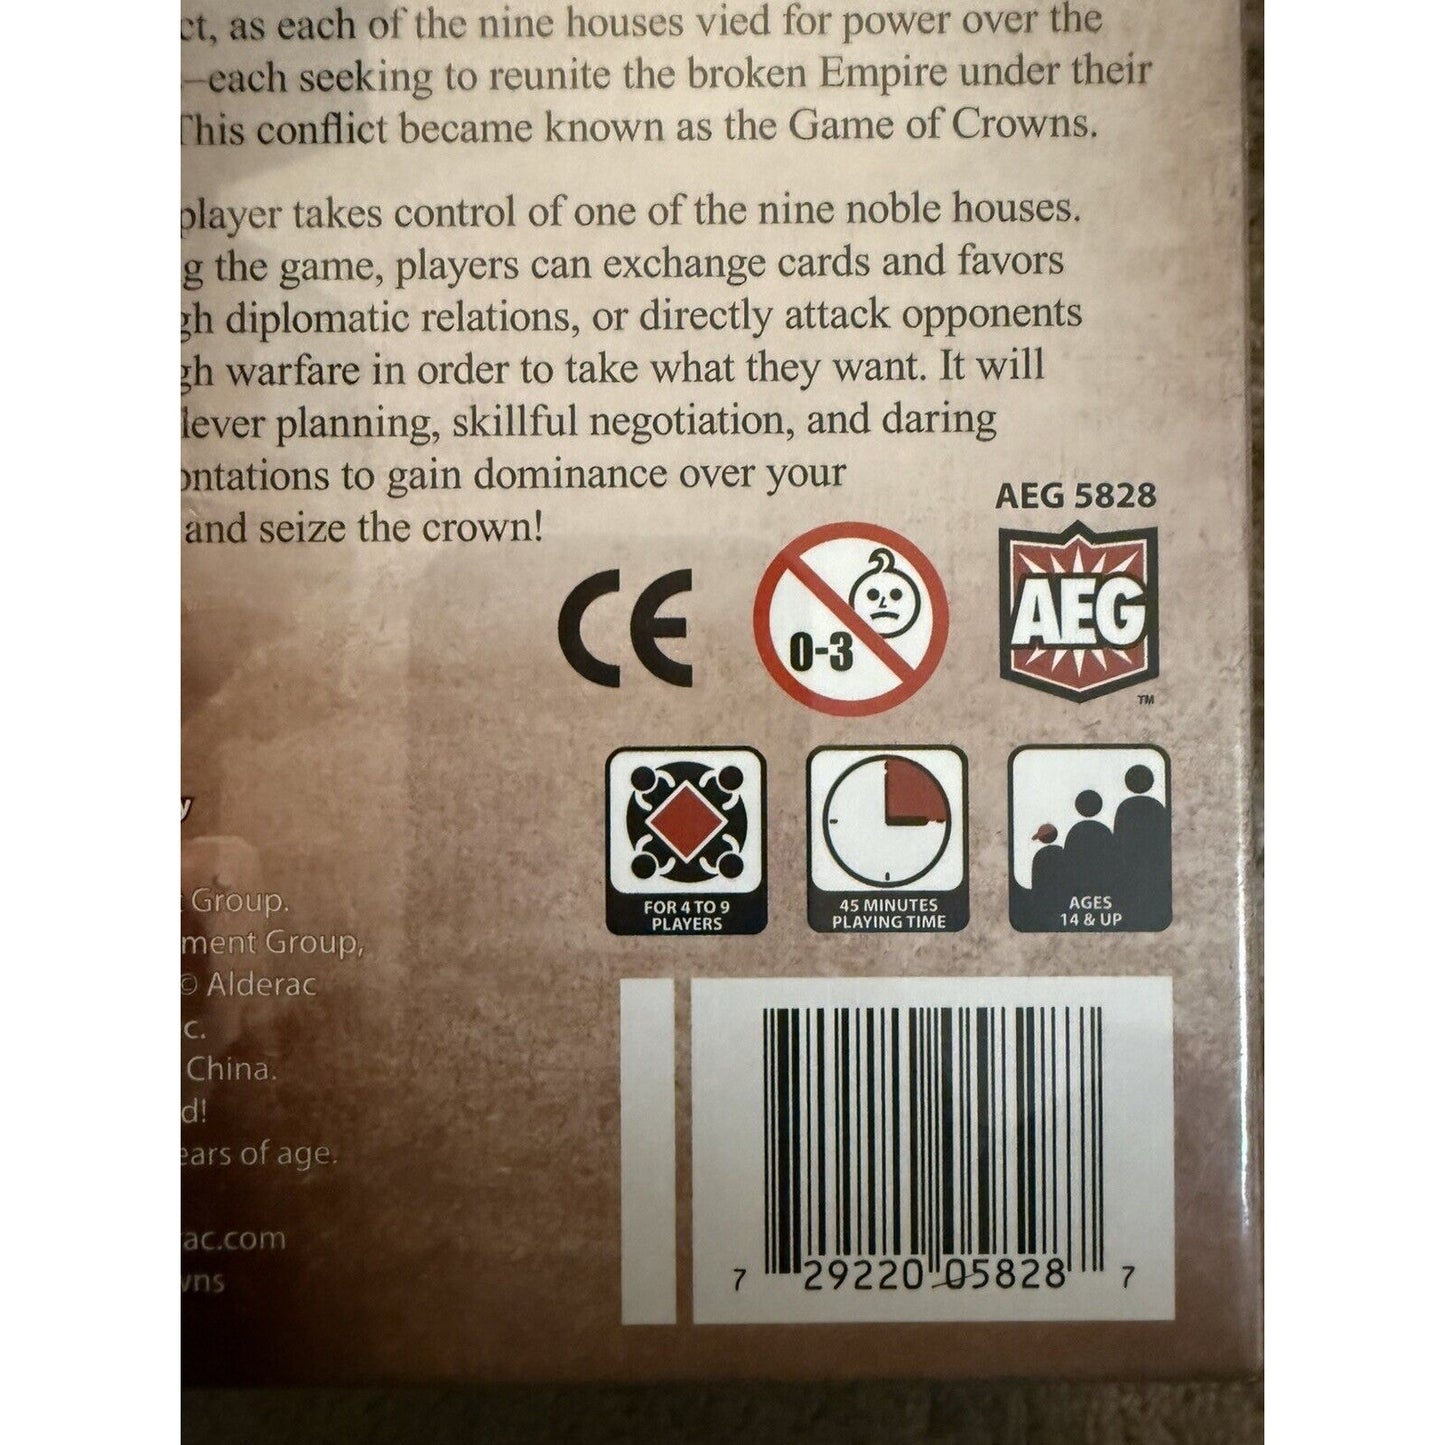 ct, as each of the nine houses vied for power over the
—each seeking to reunite the broken Empire under their
This conflict became known as the Game of Crowns.
player takes control of one of the nine noble houses.
g the game, players can exchange cards and favors
gh diplomatic relations, or directly attack opponents
gh warfare in order to take what they want. It will
lever planning, skillful negotiation, and daring
ontations to gain dominance over your
and seize the crown!
AEG 5828
CE
0-3
AEG
TM
y
FOR 4 TO 9
PLAYERS
45 MINUTES
PLAYING TIME
AGES
14 & UP
Group.
ment Group,
© Alderac
c.
China.
d!
ears of age.
ac.com
wns
7 29220 05828 7